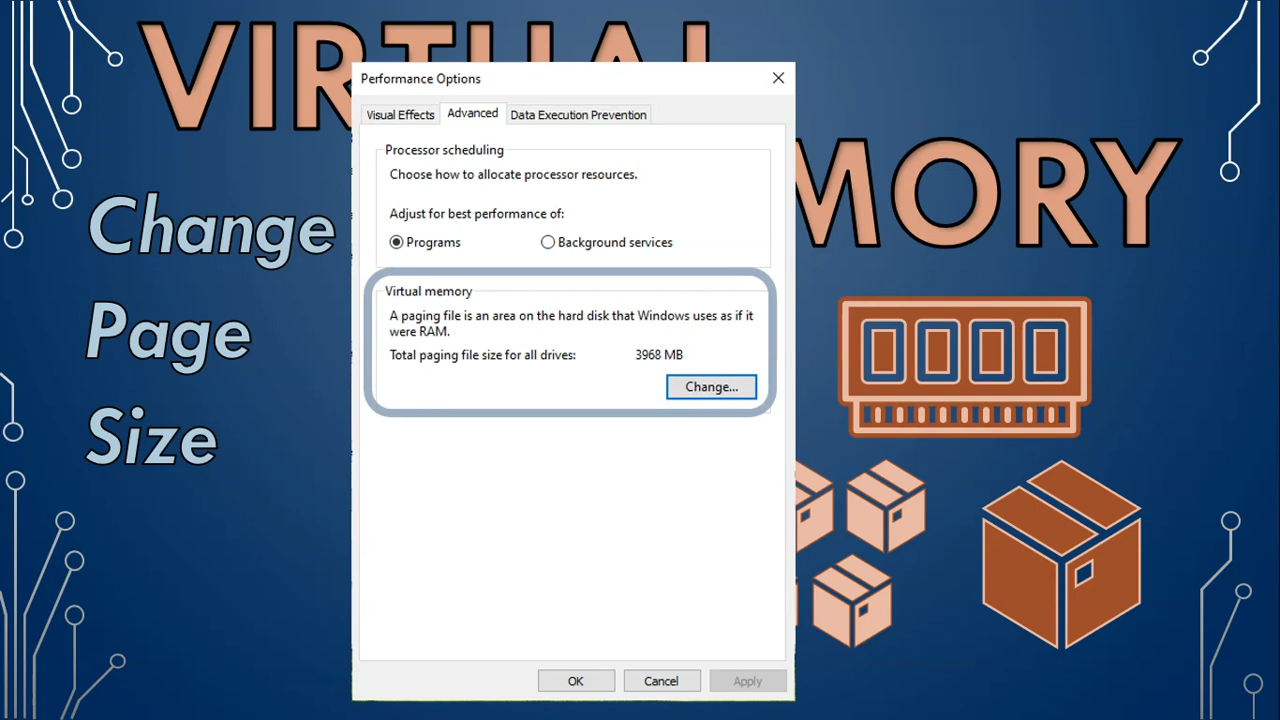 VIRTUAL
MORY
Change
Page
Size
Performance Options
Visual Effects
Advanced
Data Execution Prevention
Processor scheduling
Choose how to allocate processor resources.
Adjust for best performance of:
Programs
Background services
Virtual memory
A paging file is an area on the hard disk that Windows uses as if it
were RAM.
Total paging file size for all drives: 3968 MB
Change...
OK
Cancel
Apply